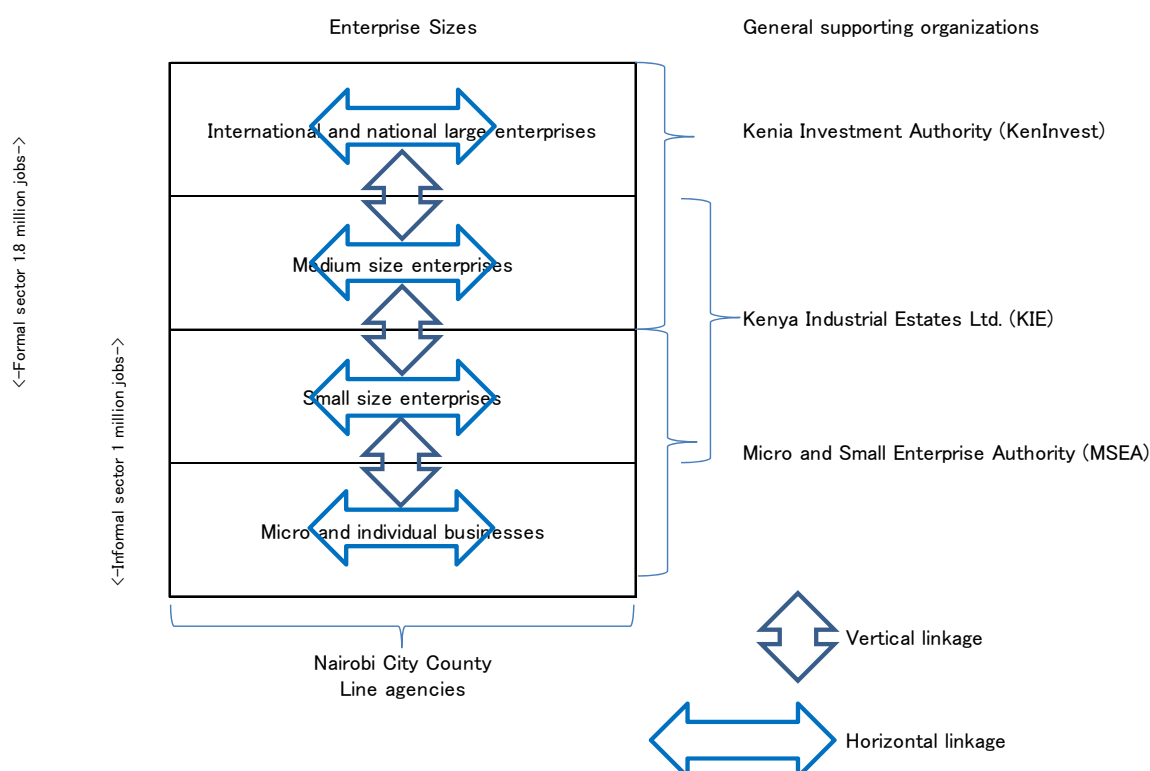 Enterprise Sizes
General supporting organizations
International and national large enterprises
Kenia Investment Authority (KenInvest)
<-Formal sector 1.8 million jobs->
Medium size enterprises
Kenya Industrial Estates Ltd. (KIE)
<-Informal sector 1 million jobs->
Small size enterprises
Micro and Small Enterprise Authority (MSEA)
Micro and individual businesses
Nairobi City County
Line agencies
Vertical linkage
Horizontal linkage